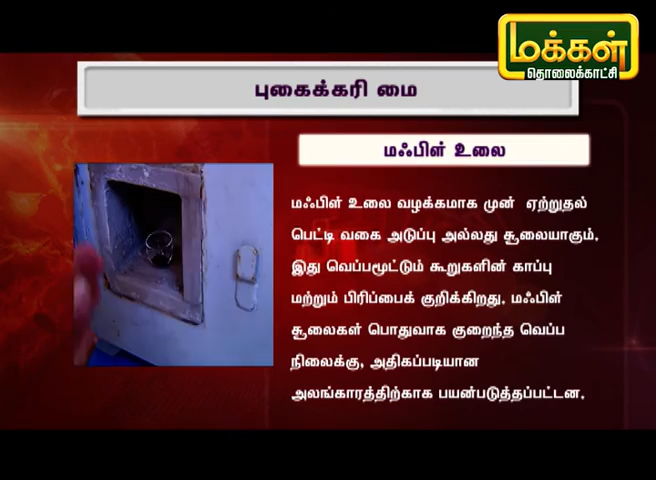 மக்கள்
தொலைக்காட்சி
புகைக்கரி மை
மஃபிள் உலை
மஃபிள் உலை வழக்கமாக முன் ஏற்றுதல்
பெட்டி வகை அடுப்பு அல்லது சூலையாகும்.
இது வெப்பமூட்டும் கூறுகளின் காப்பு
மற்றும் பிரிப்பைக் குறிக்கிறது. மஃபிள்
சூலைகள் பொதுவாக குறைந்த வெப்ப
நிலைக்கு, அதிகப்படியான
அலங்காரத்திற்காக பயன்படுத்தப்பட்டன.